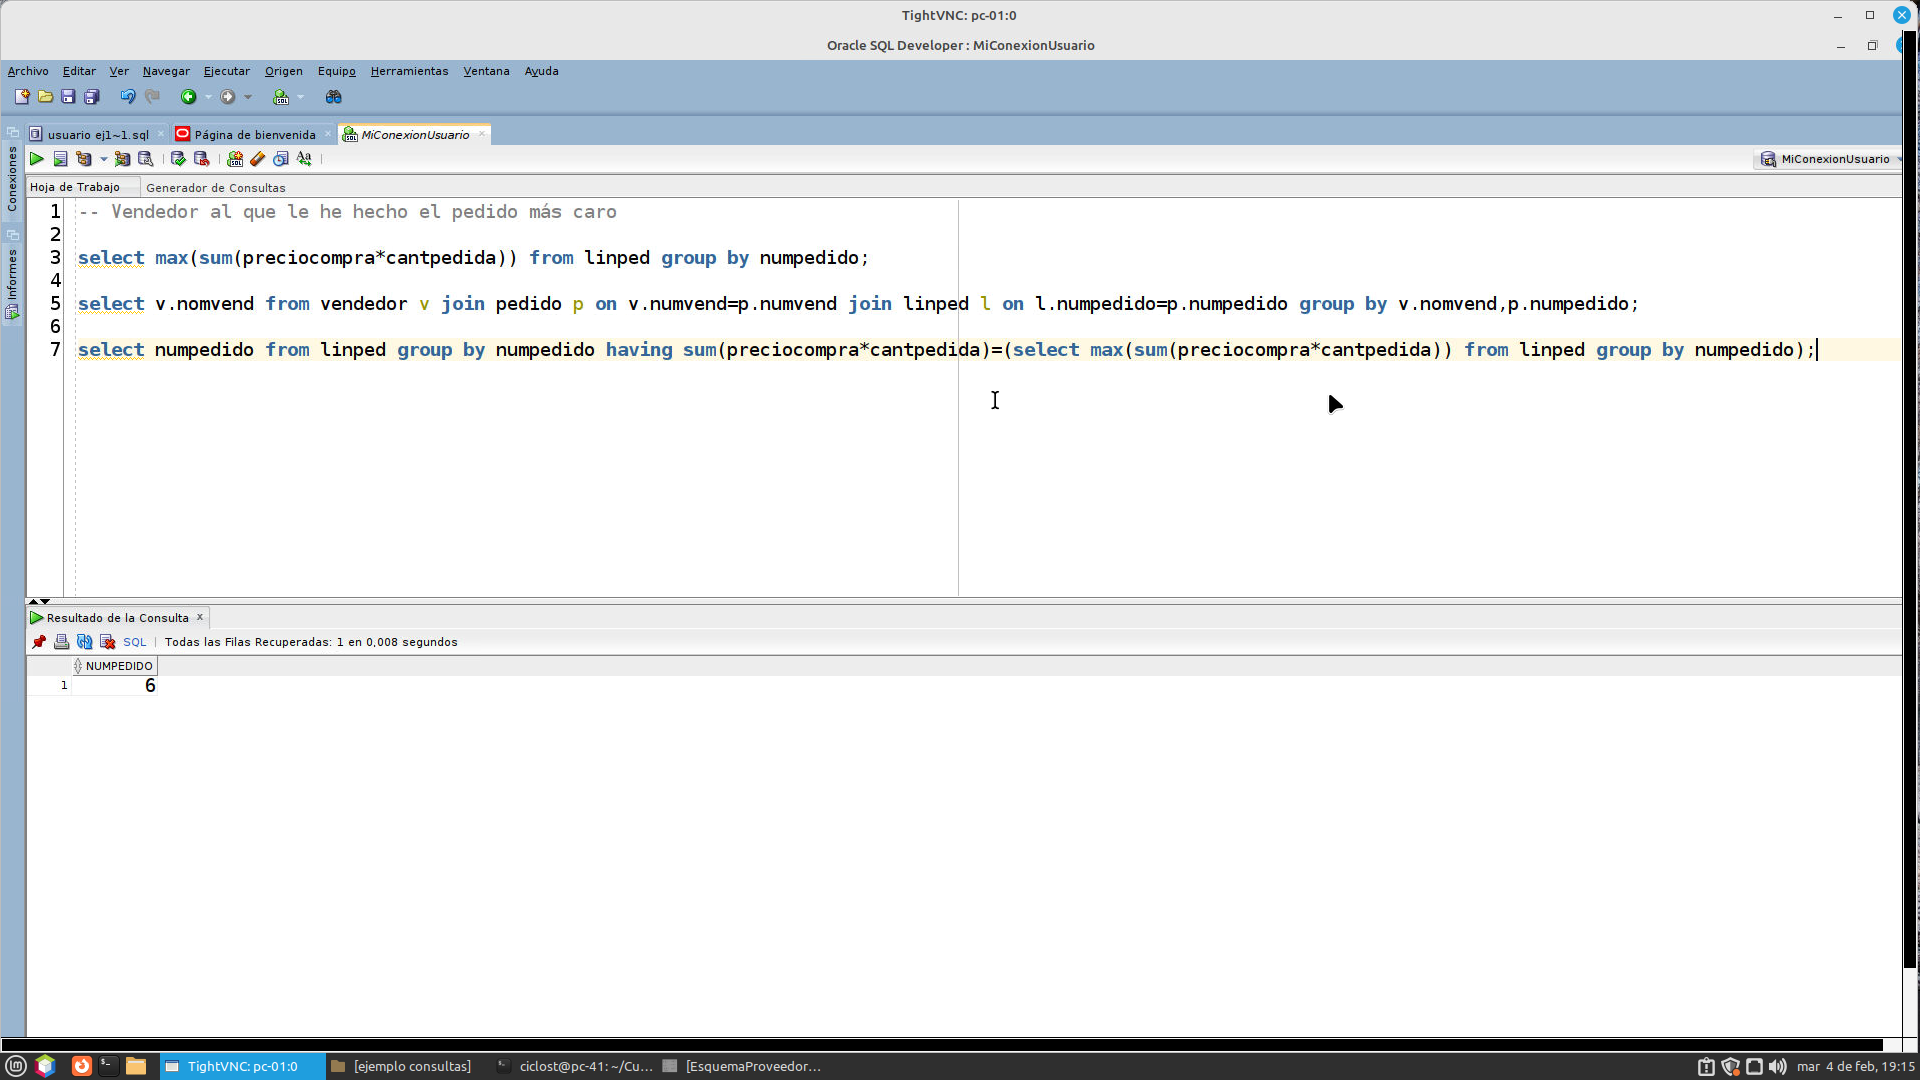 TightVNC: pc-01:0
Oracle SQL Developer : MiConexionUsuario
Archivo Editar Ver Navegar Ejecutar Origen Equipo Herramientas Ventana Ayuda
usuario ej1~1.sql Página de bienvenida MiConexionUsuario
MiConexionUsuario
Conexiones
Informes
Hoja de Trabajo Generador de Consultas
1 -- Vendedor al que le he hecho el pedido más caro
2
3 select max(sum(preciocompra*cantpedida)) from linped group by numpedido;
4
5 select v.nomvend from vendedor v join pedido p on v.numvend=p.numvend join linped l on l.numpedido=p.numpedido group by v.nomvend,p.numpedido;
6
7 select numpedido from linped group by numpedido having sum(preciocompra*cantpedida)=(select max(sum(preciocompra*cantpedida)) from linped group by numpedido);
Resultado de la Consulta x
SQL | Todas las Filas Recuperadas: 1 en 0,008 segundos
NUMPEDIDO
1 6
TightVNC: pc-01:0 [ejemplo consultas] ciclost@pc-41: ~/Cu... [EsquemaProveedor... mar 4 de feb, 19:15